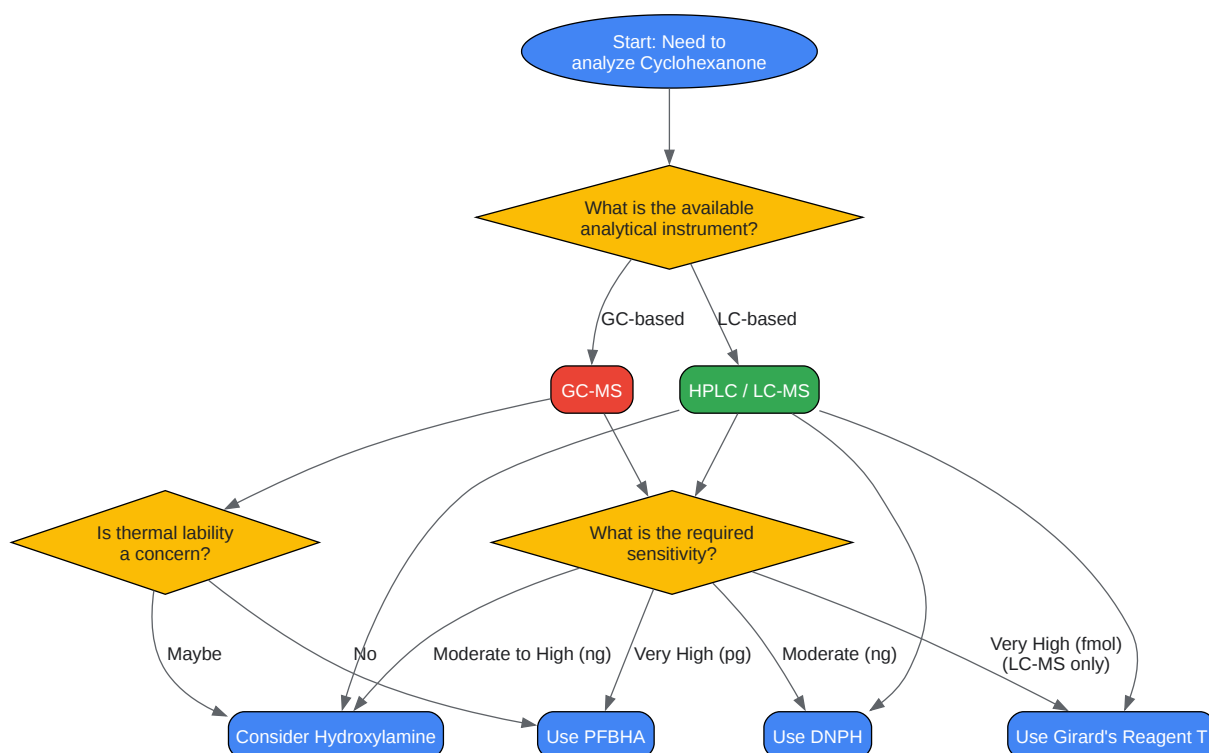 Start: Need to
analyze Cyclohexanone
What is the available
analytical instrument?
GC-based
LC-based
GC-MS
HPLC / LC-MS
Is thermal lability
a concern?
What is the required
sensitivity?
Maybe
No
Moderate to High (ng)
Very High (pg)
Moderate (ng)
Very High (fmol)
(LC-MS only)
Consider Hydroxylamine
Use PFBHA
Use DNPH
Use Girard's Reagent T